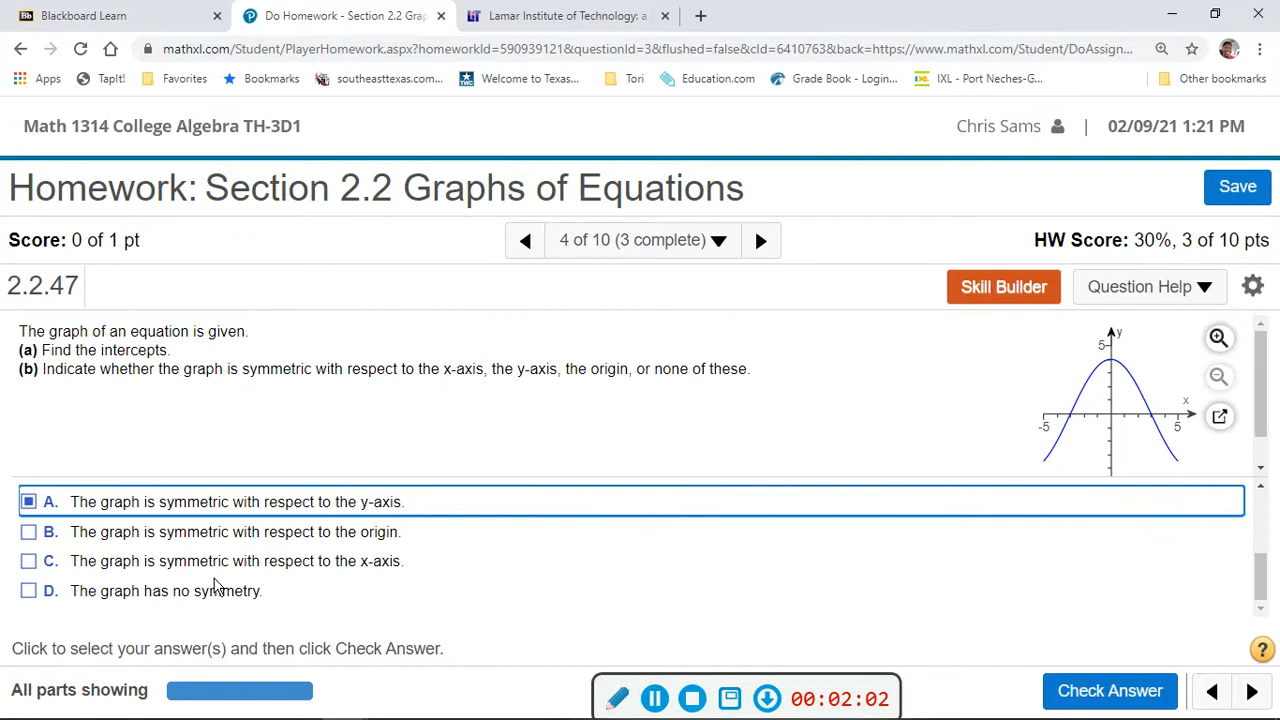 Blackboard Learn
Do Homework - Section 2.2 Grap
Lamar Institute of Technology: a
mathxl.com/Student/PlayerHomework.aspx?homeworkId=590939121&questionId=3&flushed=false&cId=6410763&back=https://www.mathxl.com/Student/DoAssign...
Apps TapIt! Favorites Bookmarks southeasttexas.com... Welcome to Texas... Tori Educator.com Grade Book - Login... IXL - Port Neches-G... Other bookmarks
Math 1314 College Algebra TH-3D1
Chris Sams | 02/09/21 1:21 PM
Homework: Section 2.2 Graphs of Equations
Save
Score: 0 of 1 pt
4 of 10 (3 complete)
HW Score: 30%, 3 of 10 pts
2.2.47
Skill Builder
Question Help
The graph of an equation is given.
(a) Find the intercepts.
(b) Indicate whether the graph is symmetric with respect to the x-axis, the y-axis, the origin, or none of these.
y
5
x
-5
5
A. The graph is symmetric with respect to the y-axis.
B. The graph is symmetric with respect to the origin.
C. The graph is symmetric with respect to the x-axis.
D. The graph has no symmetry.
Click to select your answer(s) and then click Check Answer.
?
All parts showing
00:02:02
Check Answer